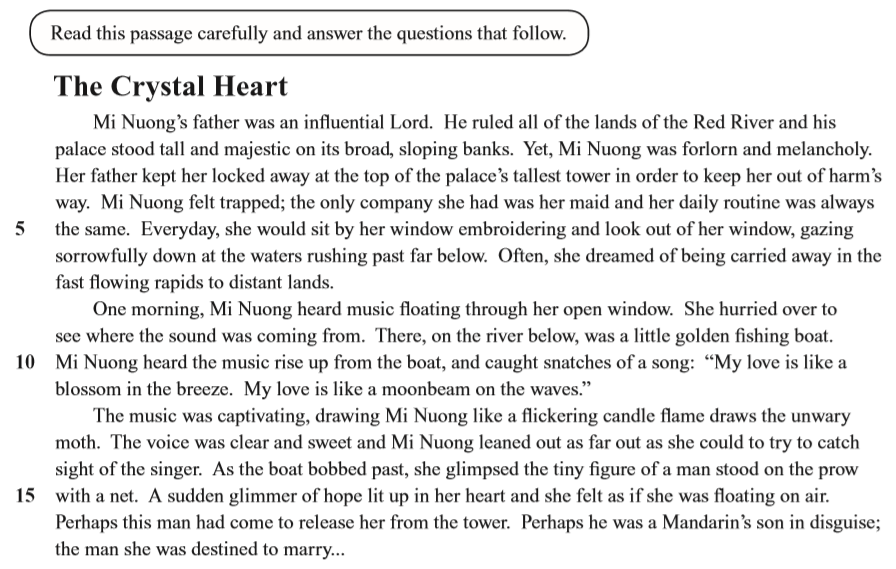 Read this passage carefully and answer the questions that follow.
The Crystal Heart
Mi Nuong’s father was an influential Lord. He ruled all of the lands of the Red River and his
palace stood tall and majestic on its broad, sloping banks. Yet, Mi Nuong was forlorn and melancholy.
Her father kept her locked away at the top of the palace’s tallest tower in order to keep her out of harm’s
way. Mi Nuong felt trapped; the only company she had was her maid and her daily routine was always
5 the same. Everyday, she would sit by her window embroidering and look out of her window, gazing
sorrowfully down at the waters rushing past far below. Often, she dreamed of being carried away in the
fast flowing rapids to distant lands.
One morning, Mi Nuong heard music floating through her open window. She hurried over to
see where the sound was coming from. There, on the river below, was a little golden fishing boat.
10 Mi Nuong heard the music rise up from the boat, and caught snatches of a song: “My love is like a
blossom in the breeze. My love is like a moonbeam on the waves.”
The music was captivating, drawing Mi Nuong like a flickering candle flame draws the unwary
moth. The voice was clear and sweet and Mi Nuong leaned out as far out as she could to try to catch
sight of the singer. As the boat bobbed past, she glimpsed the tiny figure of a man stood on the prow
15 with a net. A sudden glimmer of hope lit up in her heart and she felt as if she was floating on air.
Perhaps this man had come to release her from the tower. Perhaps he was a Mandarin’s son in disguise;
the man she was destined to marry...